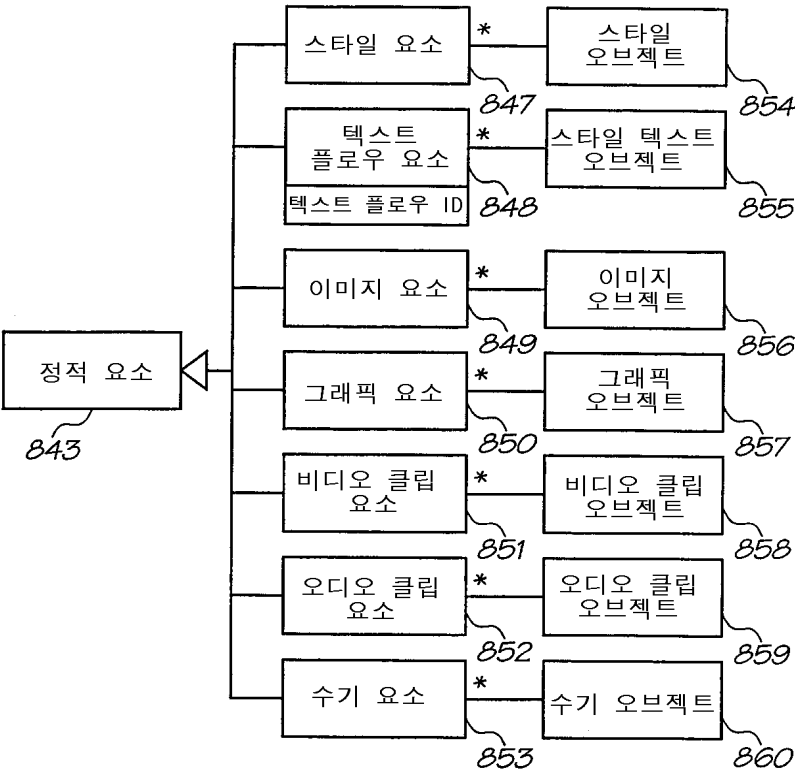 스타일 요소
*
스타일
오브젝트
847
854
텍스트
플로우 요소
텍스트 플로우 ID
*
스타일 텍스트
오브젝트
848
855
이미지 요소
*
이미지
오브젝트
849
856
정적 요소
843
그래픽 요소
*
그래픽
오브젝트
850
857
비디오 클립
요소
*
비디오 클립
오브젝트
851
858
오디오 클립
요소
*
오디오 클립
오브젝트
852
859
수기 요소
*
수기 오브젝트
853
860